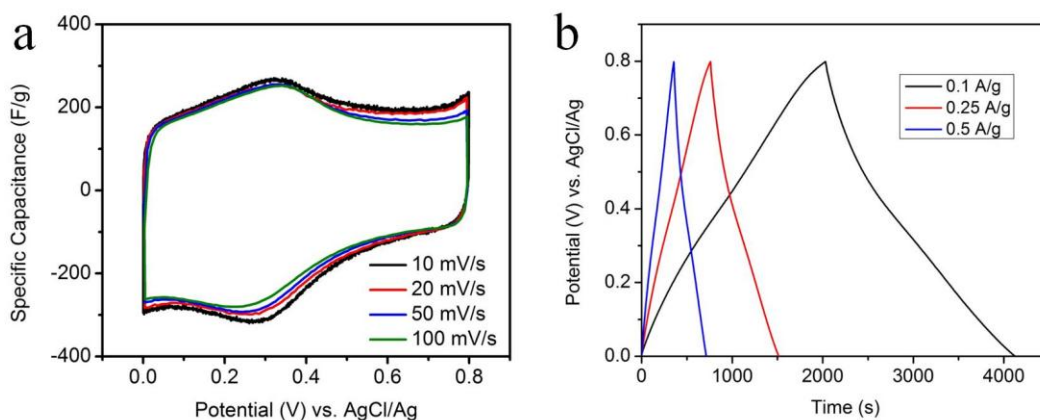 a
400
200
0
-200
-400
0.0 0.2 0.4 0.6 0.8
Specific Capacitance (F/g)
Potential (V) vs. AgCl/Ag
10 mV/s
20 mV/s
50 mV/s
100 mV/s
b
0.8
0.6
0.4
0.2
0.0
0 1000 2000 3000 4000
Potential (V) vs. AgCl/Ag
Time (s)
0.1 A/g
0.25 A/g
0.5 A/g